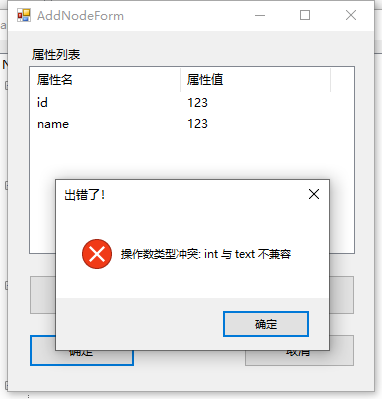 AddNodeForm
属性列表
属性名 属性值
id 123
name 123
出错了!
操作数类型冲突: int 与 text 不兼容
确定
确定 取消